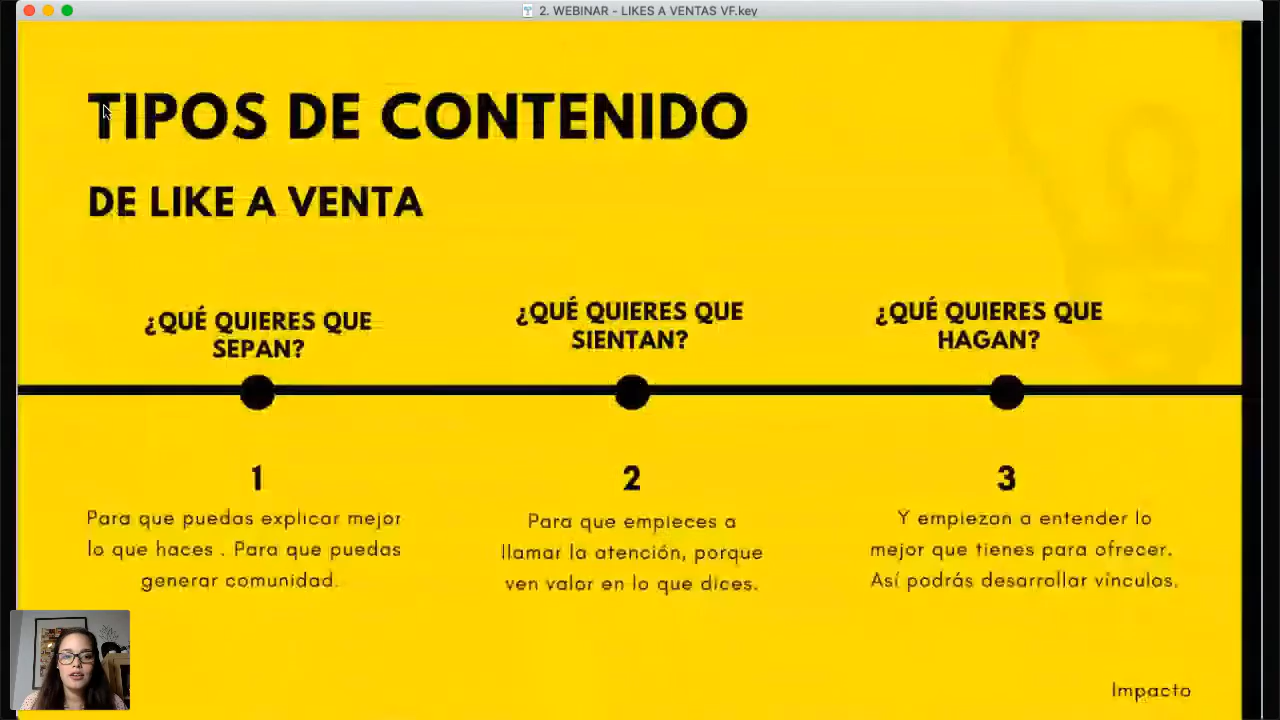 2. WEBINAR - LIKES A VENTAS VF.key
TIPOS DE CONTENIDO
DE LIKE A VENTA
¿QUÉ QUIERES QUE
SEPAN?
¿QUÉ QUIERES QUE
SIENTAN?
¿QUÉ QUIERES QUE
HAGAN?
1
Para que puedas explicar mejor
lo que haces . Para que puedas
generar comunidad.
2
Para que empieces a
llamar la atención, porque
ven valor en lo que dices.
3
Y empiezan a entender lo
mejor que tienes para ofrecer.
Así podrás desarrollar vínculos.
Impacto